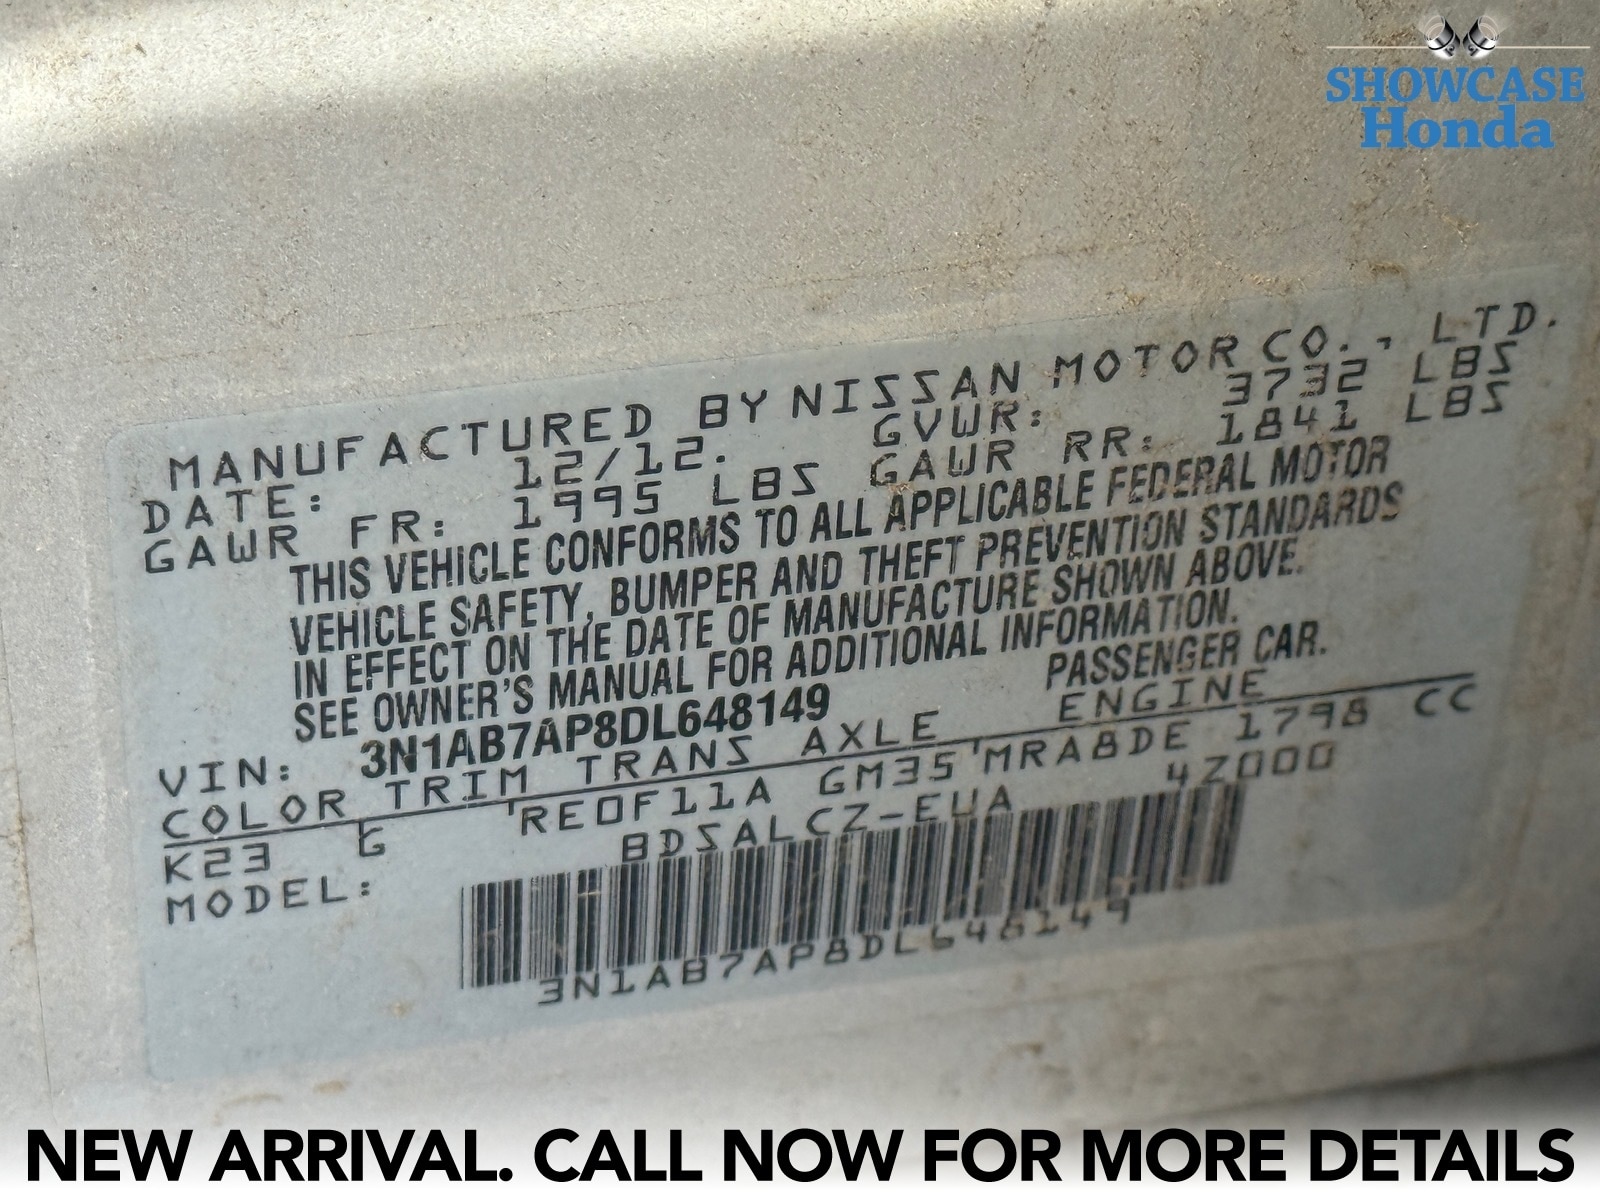 SHOWCASE
Honda
MANUFACTURED BY NISSAN MOTOR CO., LTD.
DATE: 12/12. GVWR: 3732 LBS
GAWR FR: 1995 LBS GAWR RR: 1841 LBS
THIS VEHICLE CONFORMS TO ALL APPLICABLE FEDERAL MOTOR
VEHICLE SAFETY, BUMPER AND THEFT PREVENTION STANDARDS
IN EFFECT ON THE DATE OF MANUFACTURE SHOWN ABOVE.
SEE OWNER'S MANUAL FOR ADDITIONAL INFORMATION.
VIN: 3N1AB7AP8DL648149 PASSENGER CAR.
COLOR TRIM TRANS AXLE ENGINE
K23 G RE0F11A GM35 MRA8DE 1798 CC
MODEL: BDSALCZ-EUA 4Z000
3N1AB7AP8DL648149
NEW ARRIVAL. CALL NOW FOR MORE DETAILS